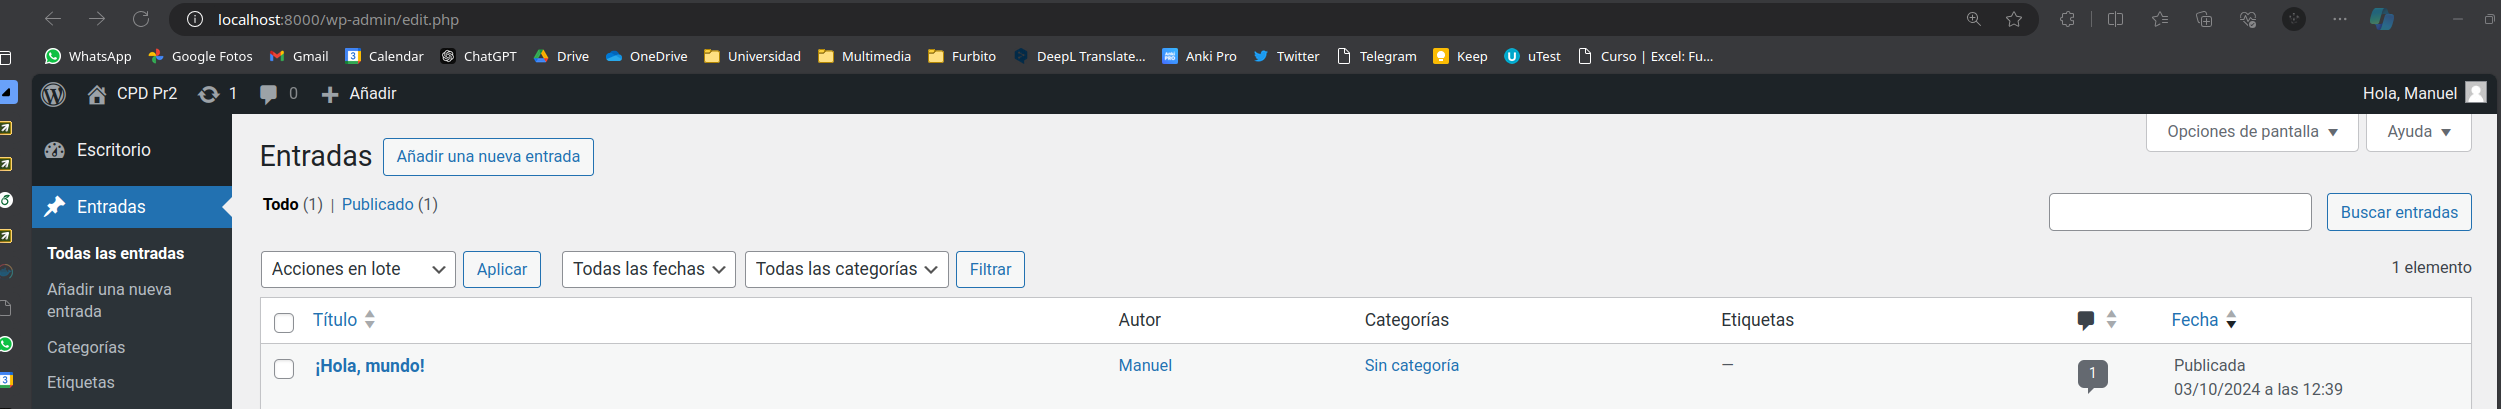 localhost:8000/wp-admin/edit.php
WhatsApp Google Fotos Gmail Calendar ChatGPT Drive OneDrive Universidad Multimedia Furbito DeepL Translate... Anki Pro Twitter Telegram Keep uTest Curso | Excel: Fu...
CPD Pr2 1 0 Añadir Hola, Manuel
Opciones de pantalla Ayuda
Escritorio
Entradas Añadir una nueva entrada
Entradas
Todo (1) | Publicado (1)
Buscar entradas
Todas las entradas
Acciones en lote Aplicar Todas las fechas Todas las categorías Filtrar 1 elemento
Añadir una nueva
entrada
Categorías
Etiquetas
Título Autor Categorías Etiquetas Fecha
¡Hola, mundo! Manuel Sin categoría — 1 Publicada
03/10/2024 a las 12:39